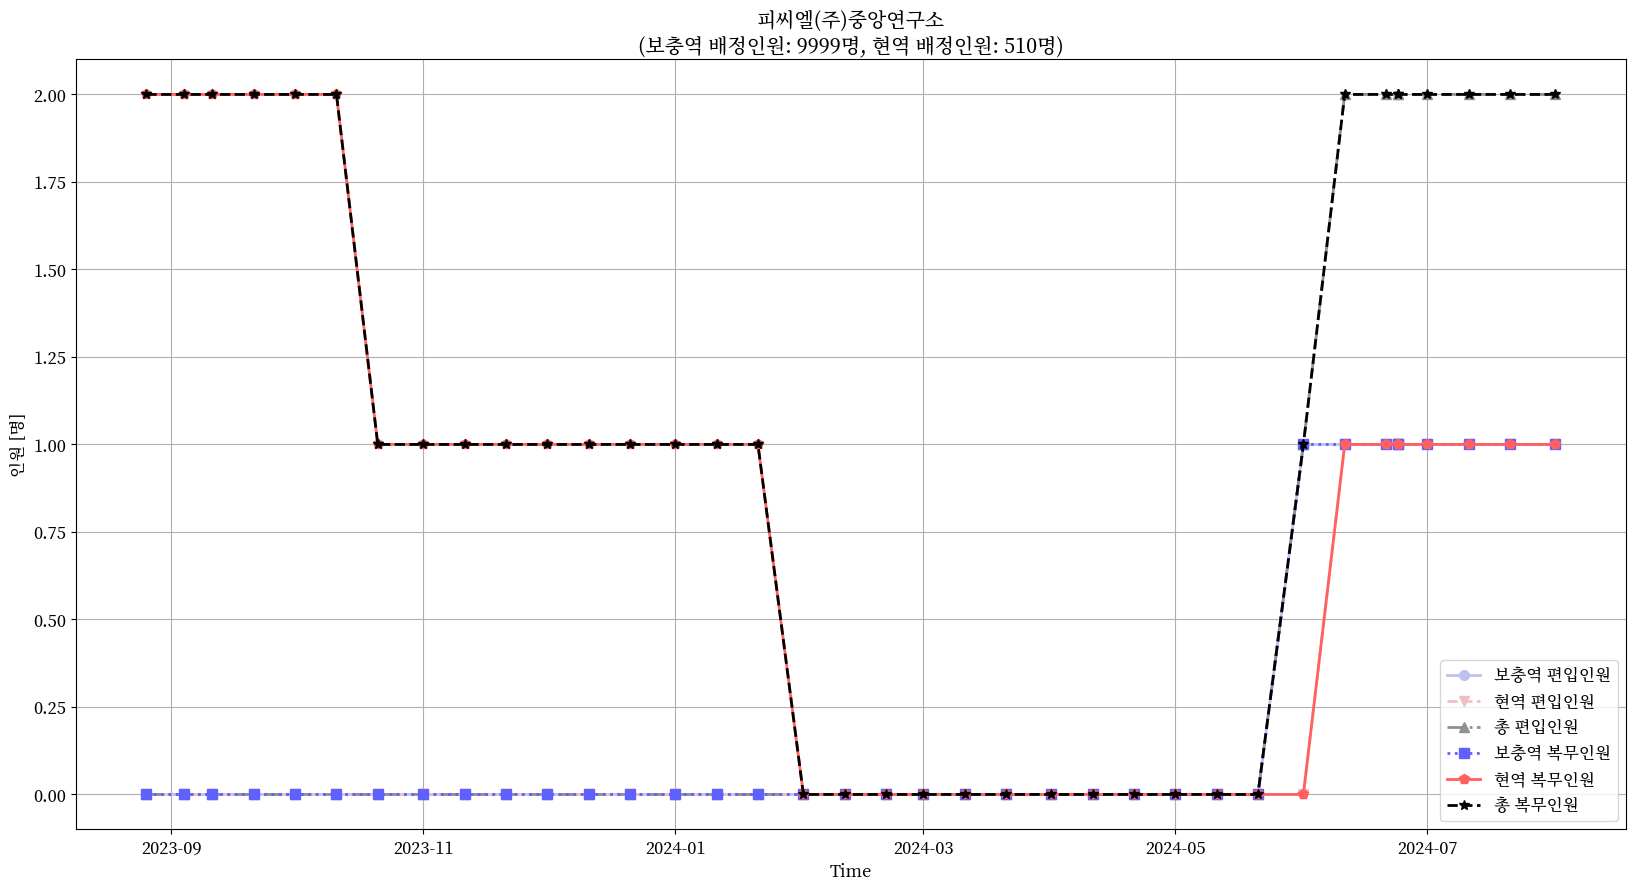 피씨엘(주)중앙연구소
(보충역 배정인원: 9999명, 현역 배정인원: 510명)
인원 [명]
2.00
1.75
1.50
1.25
1.00
0.75
0.50
0.25
0.00
2023-09
2023-11
2024-01
2024-03
2024-05
2024-07
Time
보충역 편입인원
현역 편입인원
총 편입인원
보충역 복무인원
현역 복무인원
총 복무인원